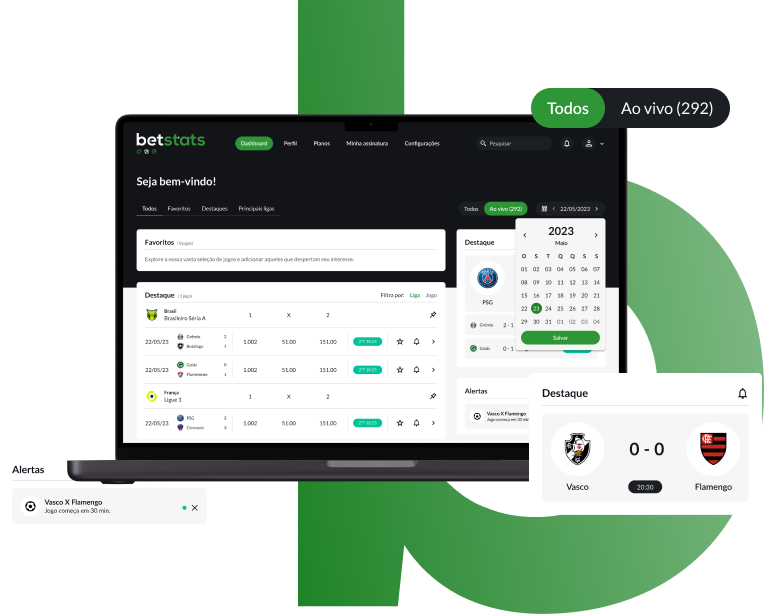 Todos Ao vivo (292)
betstats Dashboard Perfil Planos Minha assinatura Configurações Pesquisar
Seja bem-vindo!
Todos Favoritos Destaques Principais ligas Todos Ao vivo (292) 22/05/2023
Favoritos (0 jogos)
Explore a nossa vasta seleção de jogos e adicionar aqueles que despertam seu interesse.
Destaque
PSG
Grêmio 2 - 1
Goiás 0 - 1
2023
Maio
D S T Q Q S S
01 02 03 04 05 06 07
08 09 10 11 12 13 14
15 16 17 18 19 20 21
22 23 24 25 26 27 28
29 30 31 01 02 03 04
Salvar
Destaque (1 jogo) Filtra por: Liga Jogo
Brasil
Brasileiro Séria A 1 X 2
22/05/23 Grêmio 2 1.002 51.00 151.00
Botafogo 1
22/05/23 Goiás 0 1.002 51.00 151.00
Fluminense 1
França
Ligue 1 1 X 2
22/05/23 PSG 2 1.002 51.00 151.00
Clermont 3
Alertas
Vasco X Flamengo
Jogo começa em 30 min
Destaque
0 - 0
Vasco 20:30 Flamengo
Alertas
Vasco X Flamengo
Jogo começa em 30 min.